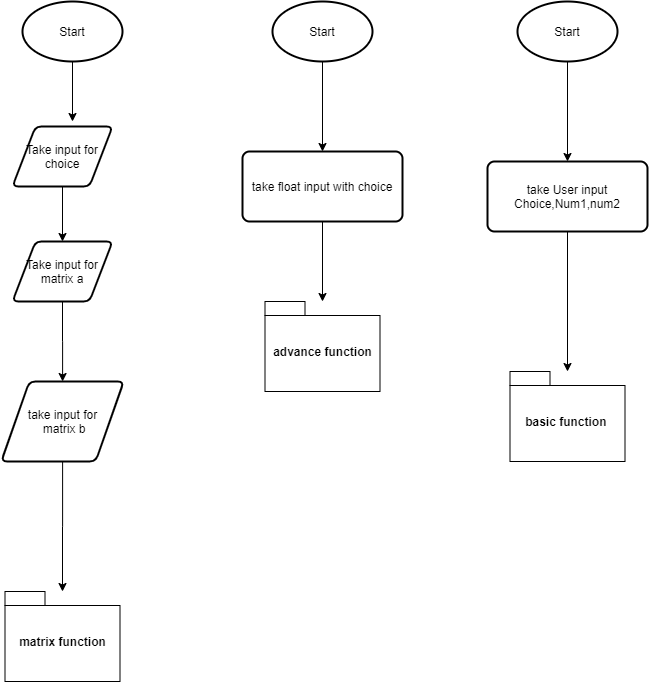 Start
Take input for
choice
Take input for
matrix a
take input for
matrix b
matrix function
Start
take float input with choice
advance function
Start
take User input
Choice,Num1,num2
basic function